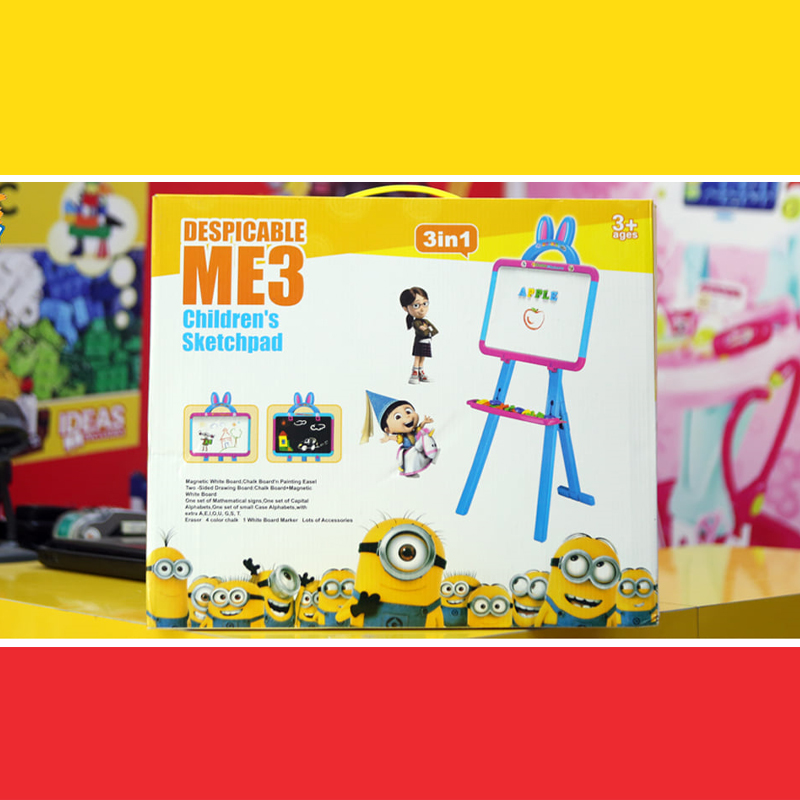 C
DESPICABLE
ME3
Children's
Sketchpad
3in1
3+
ages
APPLE
IDEAS
Magnetic White Board,Chalk Board'n Painting Easel
Two -Sided Drawing Board:Chalk Board+Magnetic
White Board
One set of Mathematical signs,One set of Capital
Alphabets,One set of small Case Alphabets,with
extra A,E,I,O,U, G,S, T.
Erasor 4 color chalk 1 White Board Marker Lots of Accessories